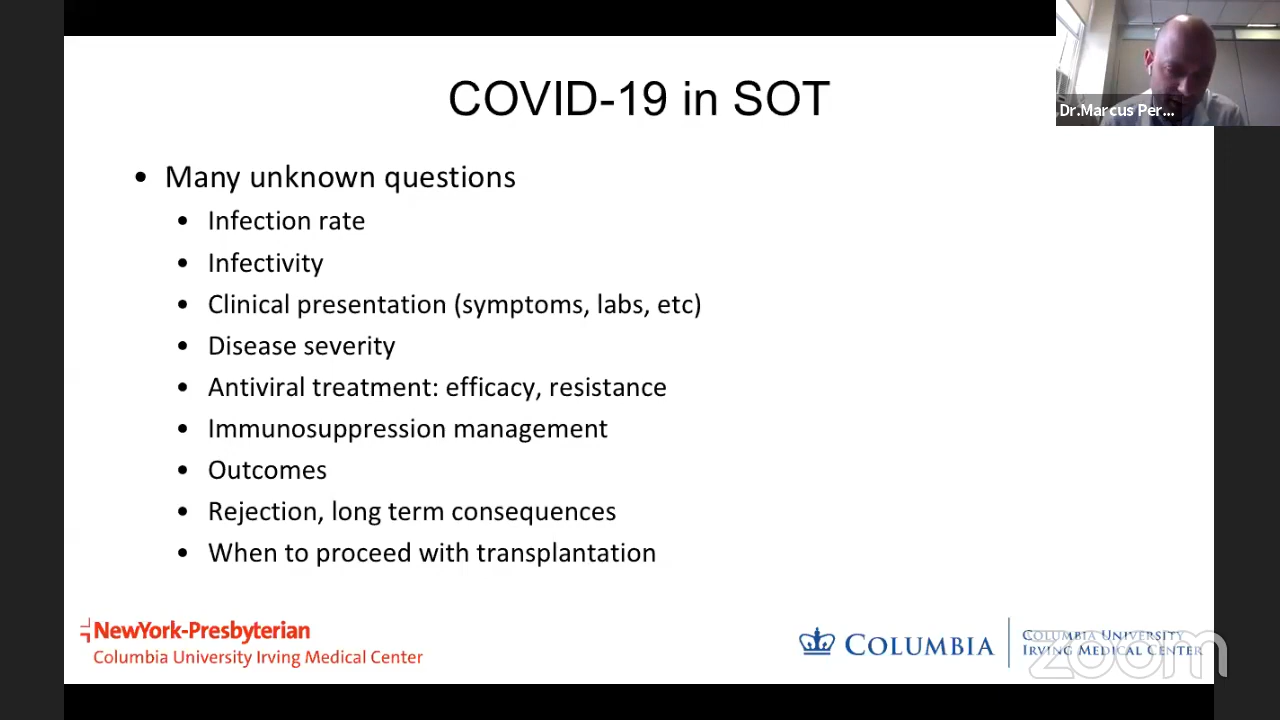 COVID-19 in SOT
Dr.Marcus Per...
• Many unknown questions
• Infection rate
• Infectivity
• Clinical presentation (symptoms, labs, etc)
• Disease severity
• Antiviral treatment: efficacy, resistance
• Immunosuppression management
• Outcomes
• Rejection, long term consequences
• When to proceed with transplantation
NewYork-Presbyterian
Columbia University Irving Medical Center
COLUMBIA
COLUMBIA UNIVERSITY
IRVING MEDICAL CENTER
zoom